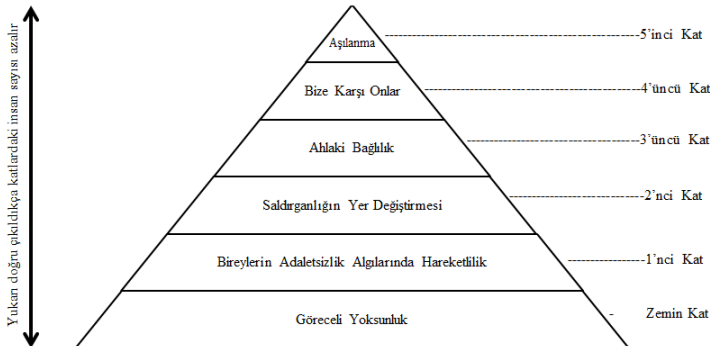 Yukarı doğru çıkıldıkça katlardaki insan sayısı azalır
Aşılanma -------------------------------------------5'inci Kat
Bize Karşı Onlar ------------------------------------4'üncü Kat
Ahlaki Bağlılık -----------------------------3'üncü Kat
Saldırganlığın Yer Değiştirmesi -----------------------2'nci Kat
Bireylerin Adaletsizlik Algılarında Hareketlilik ----------------1'nci Kat
Göreceli Yoksunluk - Zemin Kat